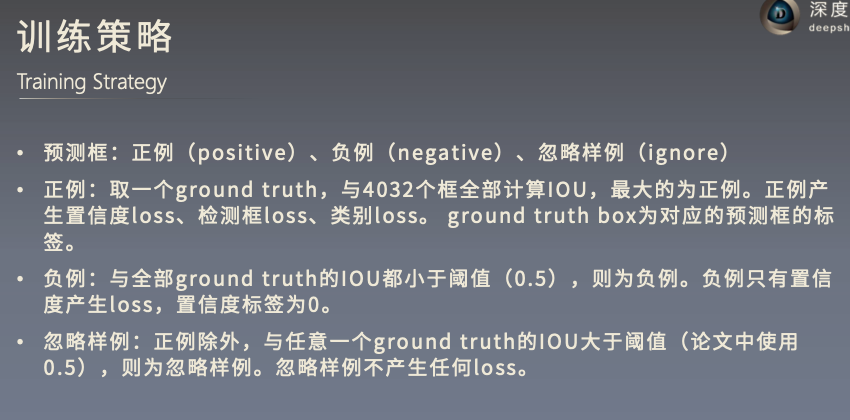 训练策略
深度
deepsh
Training Strategy
• 预测框：正例（positive）、负例（negative）、忽略样例（ignore）
• 正例：取一个ground truth，与4032个框全部计算IOU，最大的为正例。正例产
生置信度loss、检测框loss、类别loss。 ground truth box为对应的预测框的标
签。
• 负例：与全部ground truth的IOU都小于阈值（0.5），则为负例。负例只有置信
度产生loss，置信度标签为0。
• 忽略样例：正例除外，与任意一个ground truth的IOU大于阈值（论文中使用
0.5），则为忽略样例。忽略样例不产生任何loss。